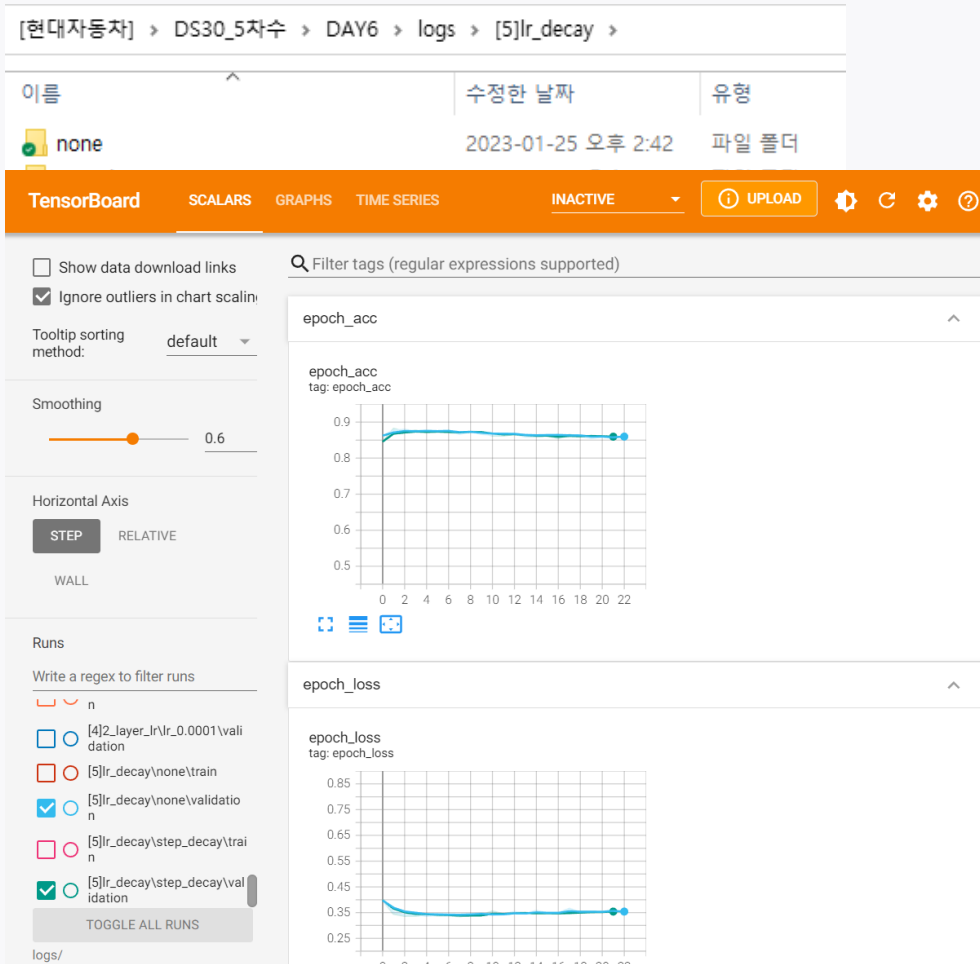 [현대자동차] > DS30_5차수 > DAY6 > logs > [5]lr_decay >
이름 수정한 날짜 유형
none 2023-01-25 오후 2:42 파일 폴더
TensorBoard SCALARS GRAPHS TIME SERIES INACTIVE UPLOAD
Show data download links
Ignore outliers in chart scaling
Tooltip sorting
method:
default
Smoothing
0.6
Horizontal Axis
STEP RELATIVE
WALL
Runs
Write a regex to filter runs
n
[4]2_layer_lr\lr_0.0001\vali
dation
[5]lr_decay\none\train
[5]lr_decay\none\validatio
n
[5]lr_decay\step_decay\trai
n
[5]lr_decay\step_decay\val
idation
TOGGLE ALL RUNS
logs/
Filter tags (regular expressions supported)
epoch_acc
epoch_acc
tag: epoch_acc
0.9
0.8
0.7
0.6
0.5
0 2 4 6 8 10 12 14 16 18 20 22
epoch_loss
epoch_loss
tag: epoch_loss
0.85
0.75
0.65
0.55
0.45
0.35
0.25